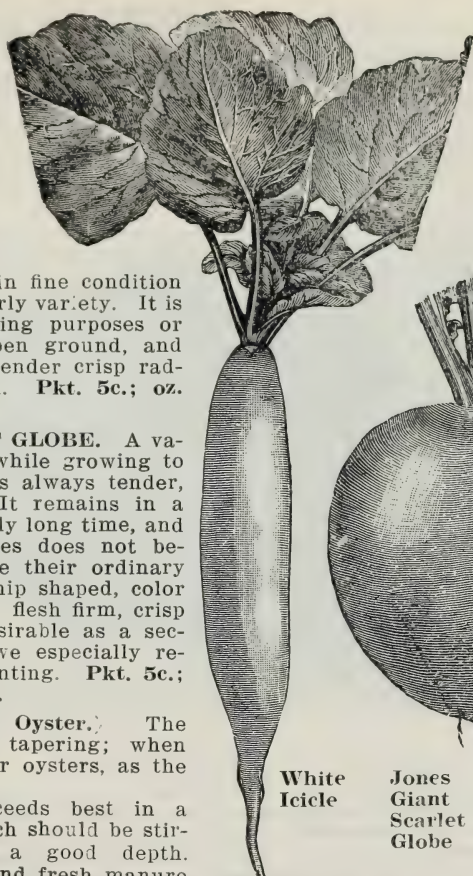 in fine condition
rly variety. It is
ing purposes or
pen ground, and
ender crisp rad-
. Pkt. 5c.; oz.
GLOBE. A va-
while growing to
s always tender,
It remains in a
ly long time, and
es does not be-
e their ordinary
nip shaped, color
flesh firm, crisp
sirable as a sec-
ve especially re-
nting. Pkt. 5c.;
Oyster. The
tapering; when
r oysters, as the
ceeds best in a
ch should be stir-
a good depth.
nd fresh manure
White
Icicle
Jones
Giant
Scarlet
Globe